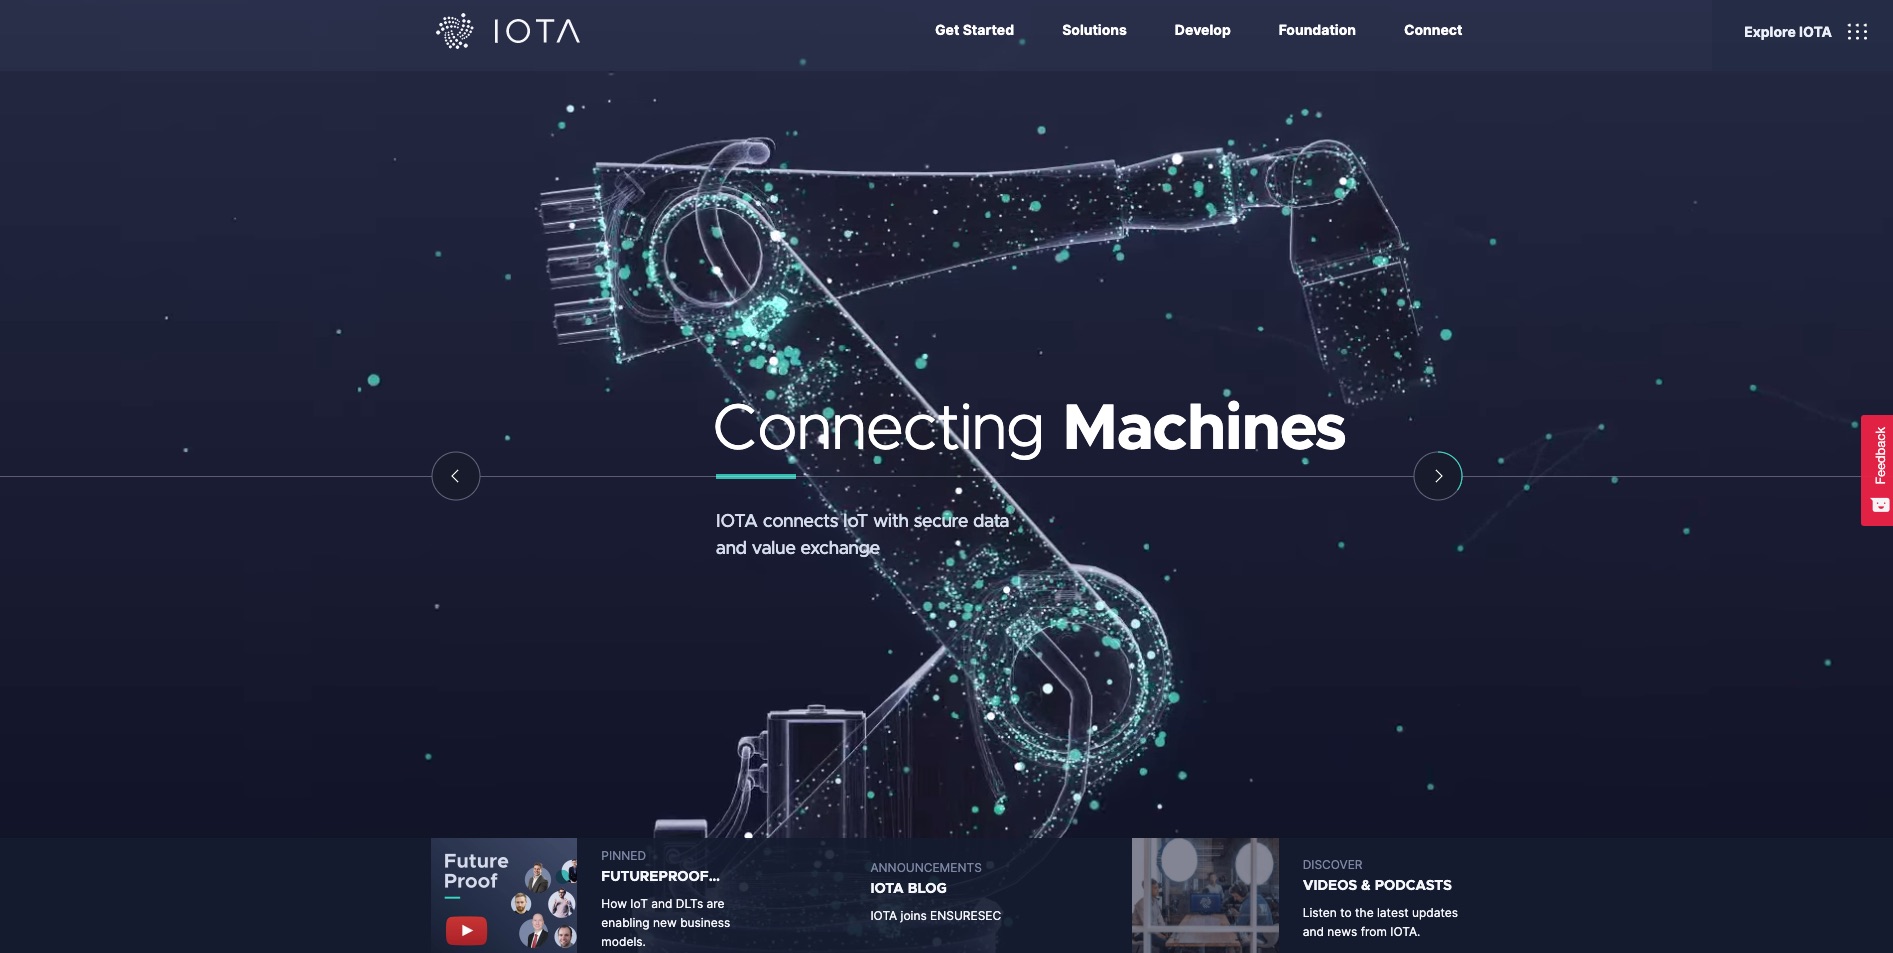 IOTA
Get Started
Solutions
Develop
Foundation
Connect
Explore IOTA
Connecting Machines
IOTA connects IoT with secure data
and value exchange
Feedback
Future
Proof
PINNED
FUTUREPROOF...
How IoT and DLTs are
enabling new business
models.
ANNOUNCEMENTS
IOTA BLOG
IOTA joins ENSURESEC
DISCOVER
VIDEOS & PODCASTS
Listen to the latest updates
and news from IOTA.